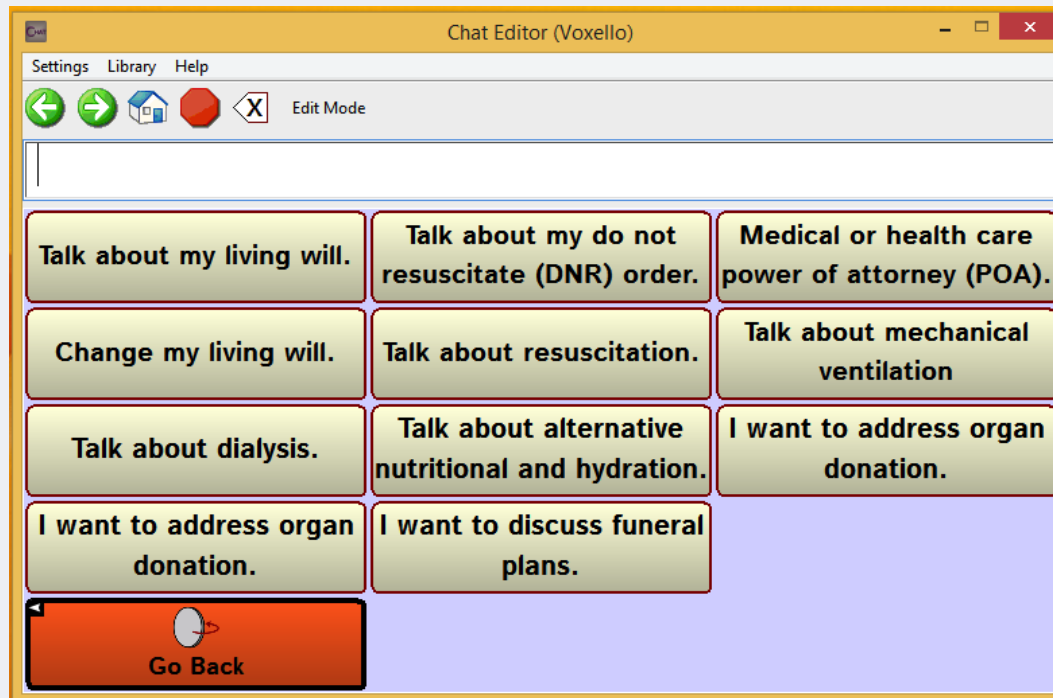 Chat Editor (Voxello)
Settings Library Help
X Edit Mode
Talk about my living will.
Talk about my do not
resuscitate (DNR) order.
Medical or health care
power of attorney (POA).
Change my living will.
Talk about resuscitation.
Talk about mechanical
ventilation
Talk about dialysis.
Talk about alternative
nutritional and hydration.
I want to address organ
donation.
I want to address organ
donation.
I want to discuss funeral
plans.
Go Back